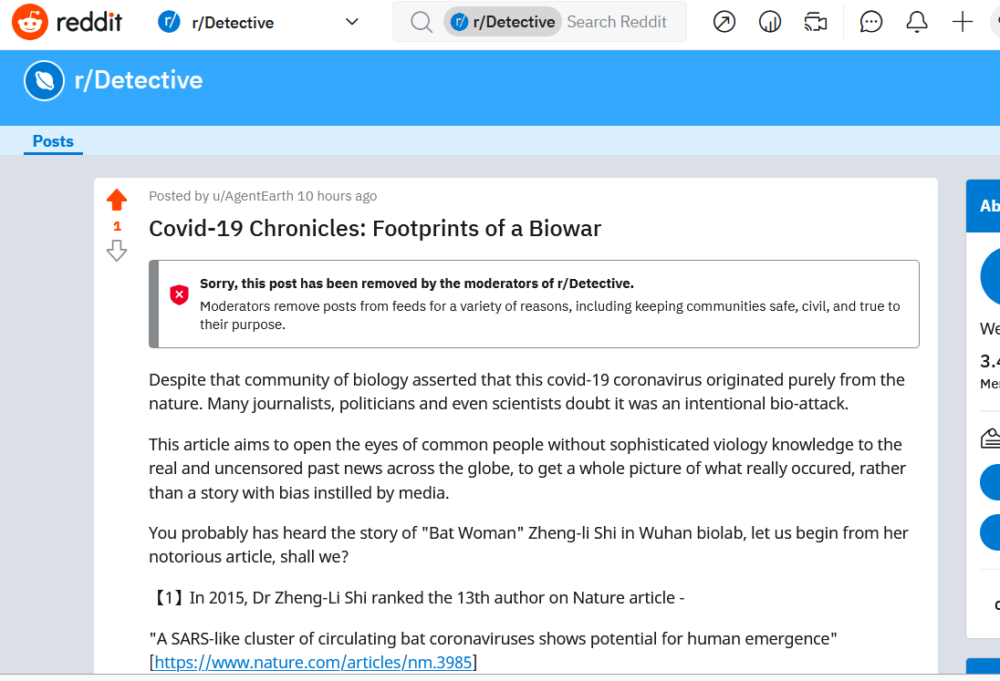 reddit r/Detective r/Detective Search Reddit
r/Detective
Posts
Posted by u/AgentEarth 10 hours ago
1
Covid-19 Chronicles: Footprints of a Biowar
Sorry, this post has been removed by the moderators of r/Detective.
Moderators remove posts from feeds for a variety of reasons, including keeping communities safe, civil, and true to
their purpose.
Despite that community of biology asserted that this covid-19 coronavirus originated purely from the
nature. Many journalists, politicians and even scientists doubt it was an intentional bio-attack.
This article aims to open the eyes of common people without sophisticated viology knowledge to the
real and uncensored past news across the globe, to get a whole picture of what really occured, rather
than a story with bias instilled by media.
You probably has heard the story of "Bat Woman" Zheng-li Shi in Wuhan biolab, let us begin from her
notorious article, shall we?
【1】In 2015, Dr Zheng-Li Shi ranked the 13th author on Nature article -
"A SARS-like cluster of circulating bat coronaviruses shows potential for human emergence"
[https://www.nature.com/articles/nm.3985]
Ab
We
3.4